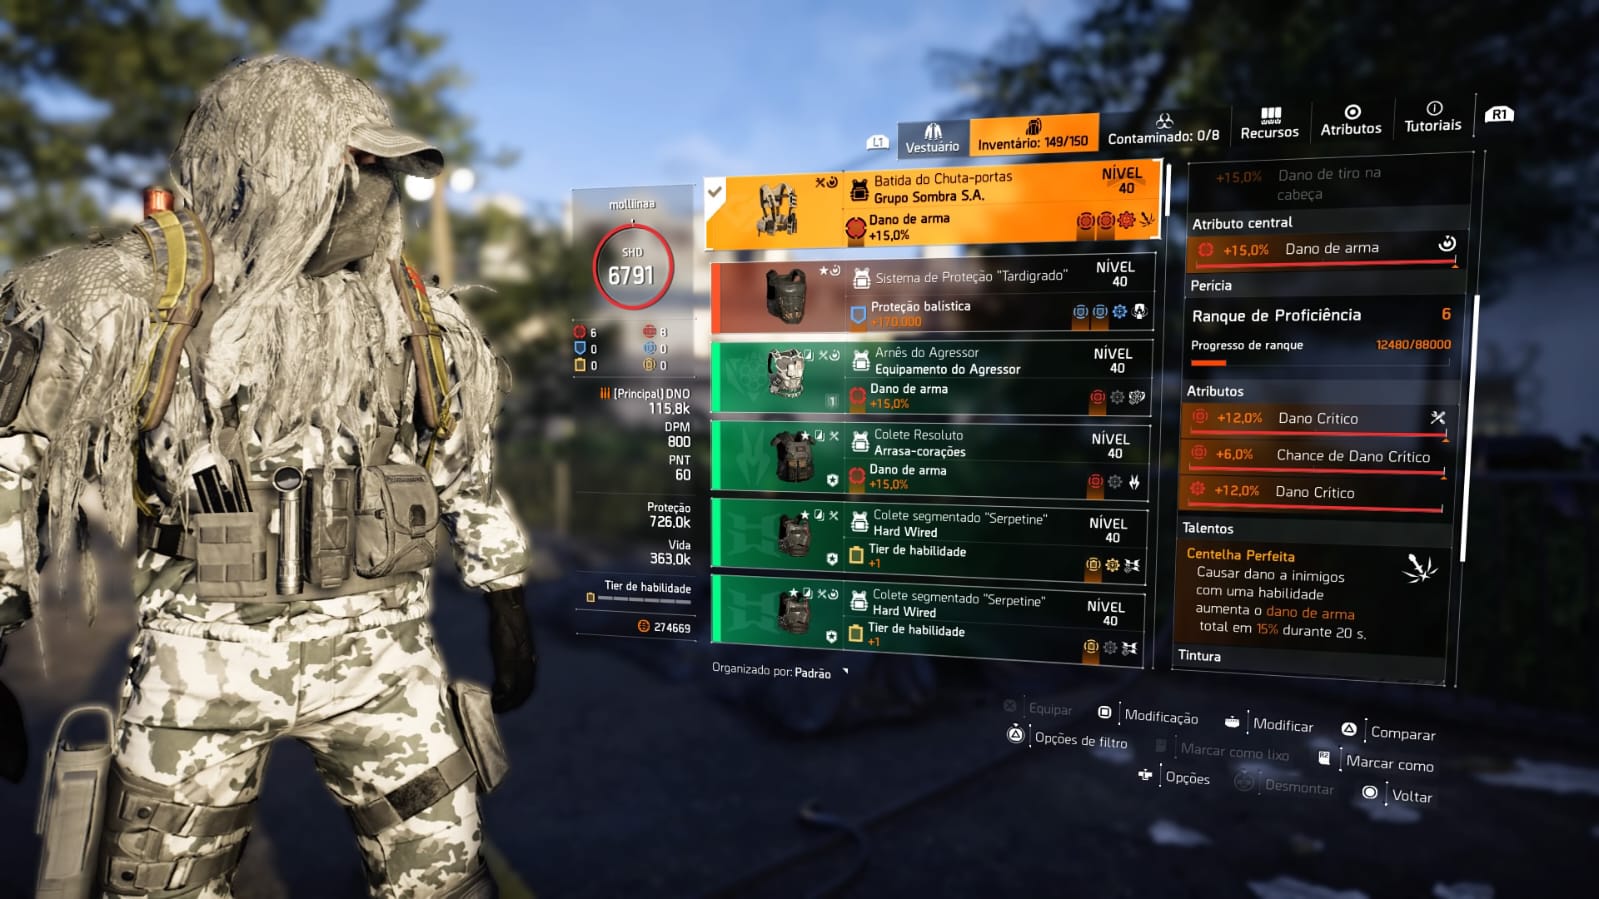 L1
Vestuário
Inventário: 149/150
Contaminado: 0/8
Recursos
Atributos
Tutoriais
R1
molliinaa
SHD
6791
6
8
0
0
0
0
[Principal] DNO
115,8k
DPM
800
PNT
60
Proteção
726,0k
Vida
363,0k
Tier de habilidade
274669
Batida do Chuta-portas
Grupo Sombra S.A.
NÍVEL
40
Dano de arma
+15,0%
Sistema de Proteção "Tardigrado"
NÍVEL
40
Proteção balística
+170.000
Arnês do Agressor
Equipamento do Agressor
NÍVEL
40
Dano de arma
+15,0%
1
Colete Resoluto
Arrasa-corações
NÍVEL
40
Dano de arma
+15,0%
Colete segmentado "Serpetine"
Hard Wired
NÍVEL
40
Tier de habilidade
+1
Colete segmentado "Serpetine"
Hard Wired
NÍVEL
40
Tier de habilidade
+1
Organizado por: Padrão
+15,0% Dano de tiro na
cabeça
Atributo central
+15,0% Dano de arma
Perícia
Ranque de Proficiência 6
Progresso de ranque 12480/88000
Atributos
+12,0% Dano Crítico
+6,0% Chance de Dano Crítico
+12,0% Dano Crítico
Talentos
Centelha Perfeita
Causar dano a inimigos
com uma habilidade
aumenta o dano de arma
total em 15% durante 20 s.
Tintura
Equipar
Modificação
Modificar
Comparar
Opções de filtro
Marcar como lixo
R2
Marcar como
Opções
Desmontar
Voltar